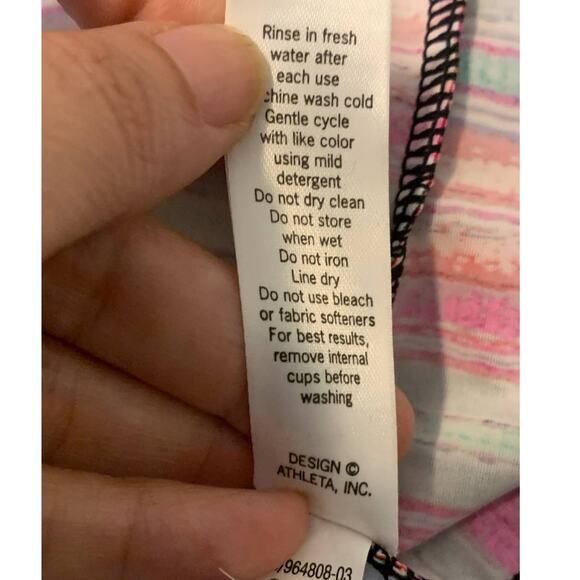 Rinse in fresh
water after
each use
chine wash cold
Gentle cycle
with like color
using mild
detergent
Do not dry clean
Do not store
when wet
Do not iron
Line dry
Do not use bleach
or fabric softeners
For best results,
remove internal
cups before
washing
DESIGN ©
ATHLETA, INC.
7964808-03